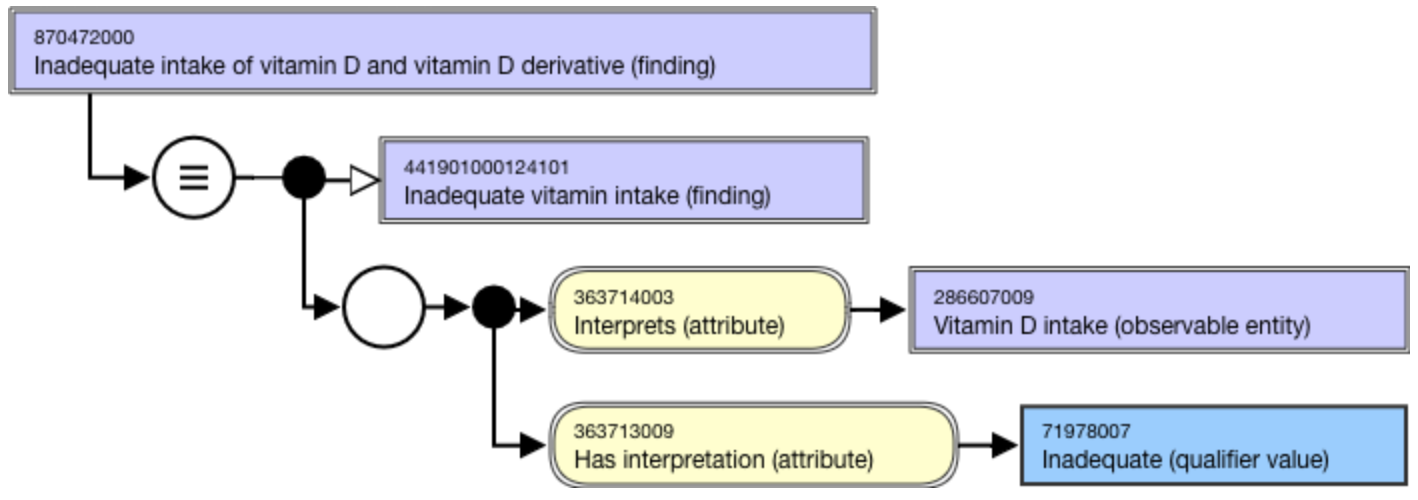 870472000
Inadequate intake of vitamin D and vitamin D derivative (finding)
441901000124101
Inadequate vitamin intake (finding)
363714003
Interprets (attribute)
286607009
Vitamin D intake (observable entity)
363713009
Has interpretation (attribute)
71978007
Inadequate (qualifier value)